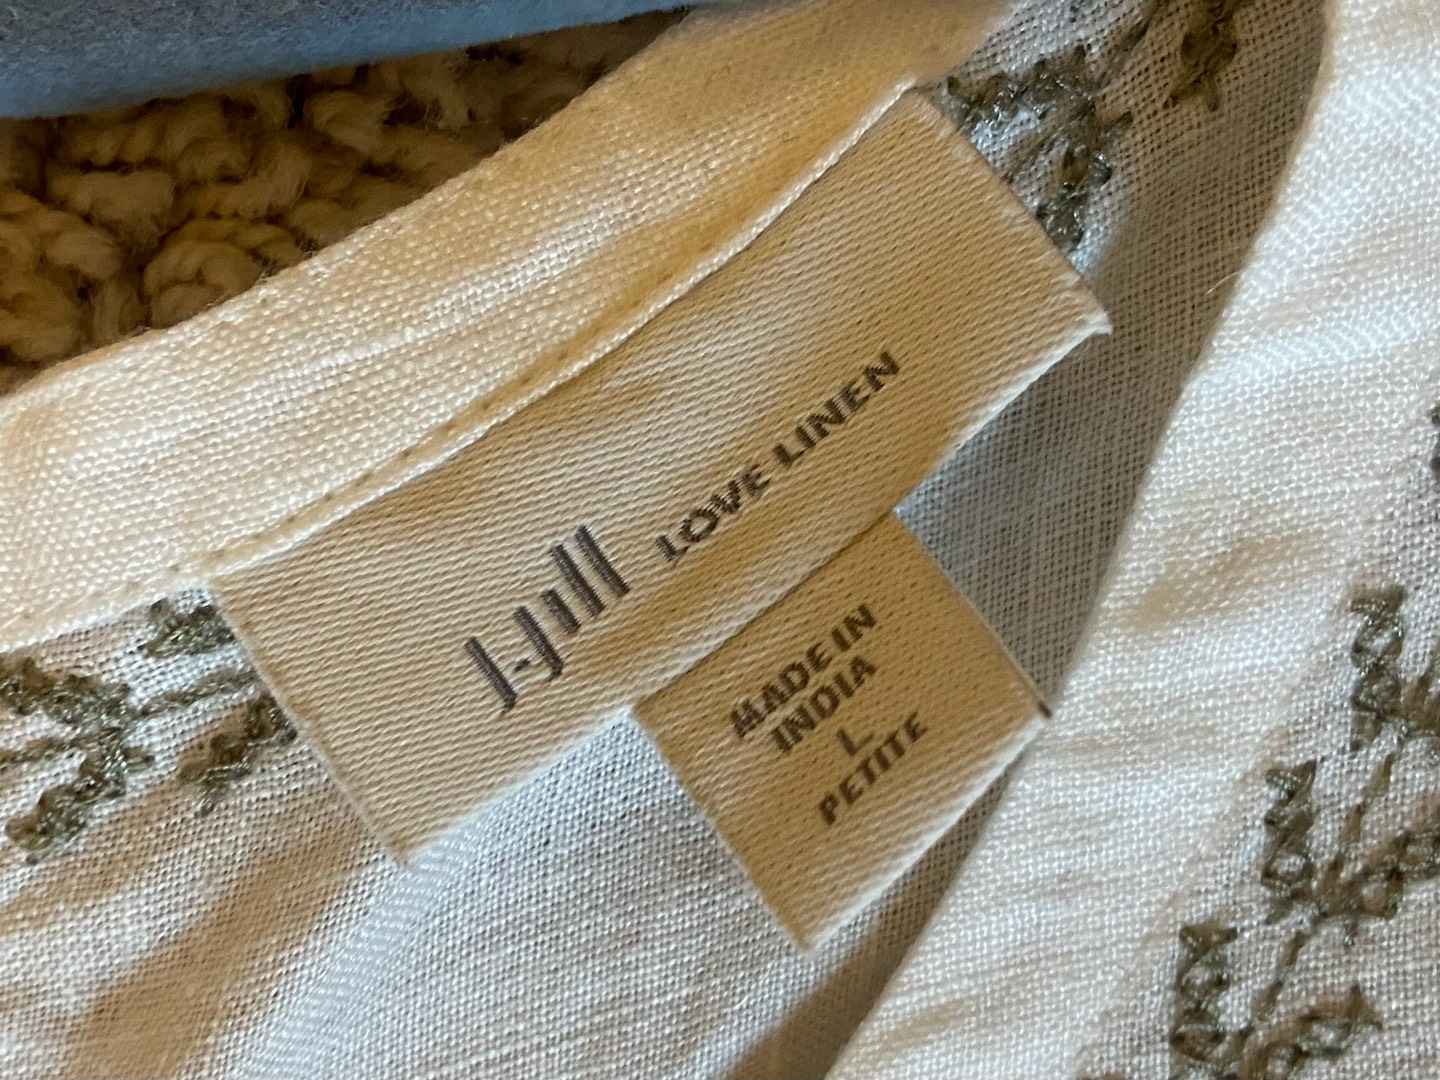 J.Jill LOVE LINEN
MADE IN
INDIA
L
PETITE